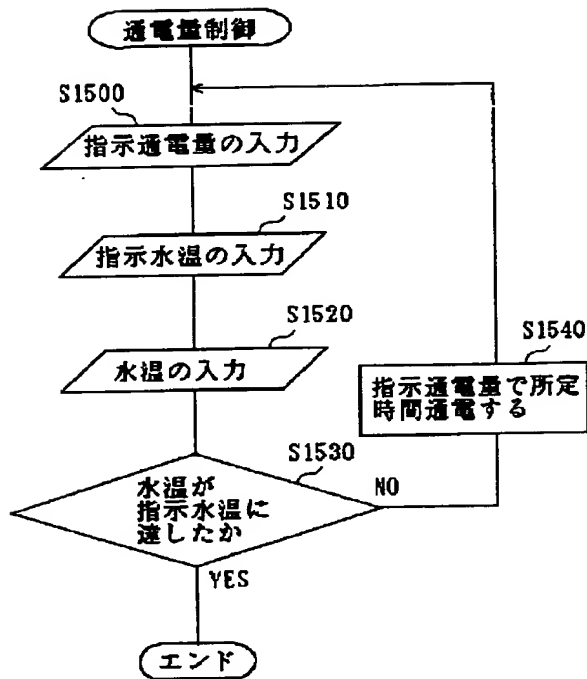 通電量制御
S1500
指示通電量の入力
S1510
指示水温の入力
S1520
水温の入力
S1540
指示通電量で所定
時間通電する
S1530
水温が
指示水温に
達したか
NO
YES
エンド